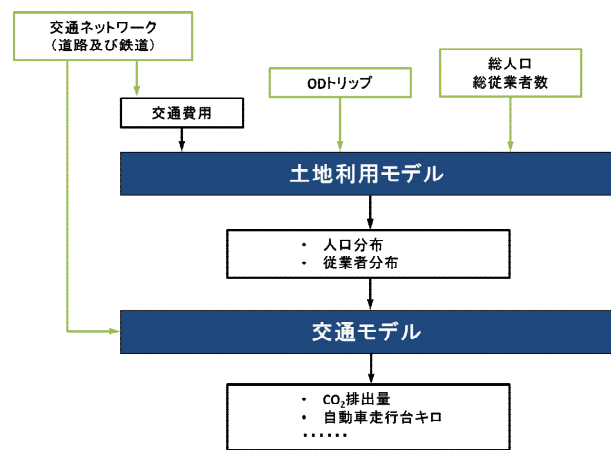 交通ネットワーク
（道路及び鉄道）
ODトリップ
総人口
総従業者数
交通費用
土地利用モデル
・ 人口分布
・ 従業者分布
交通モデル
・ CO₂排出量
・ 自動車走行台キロ
・・・・・・